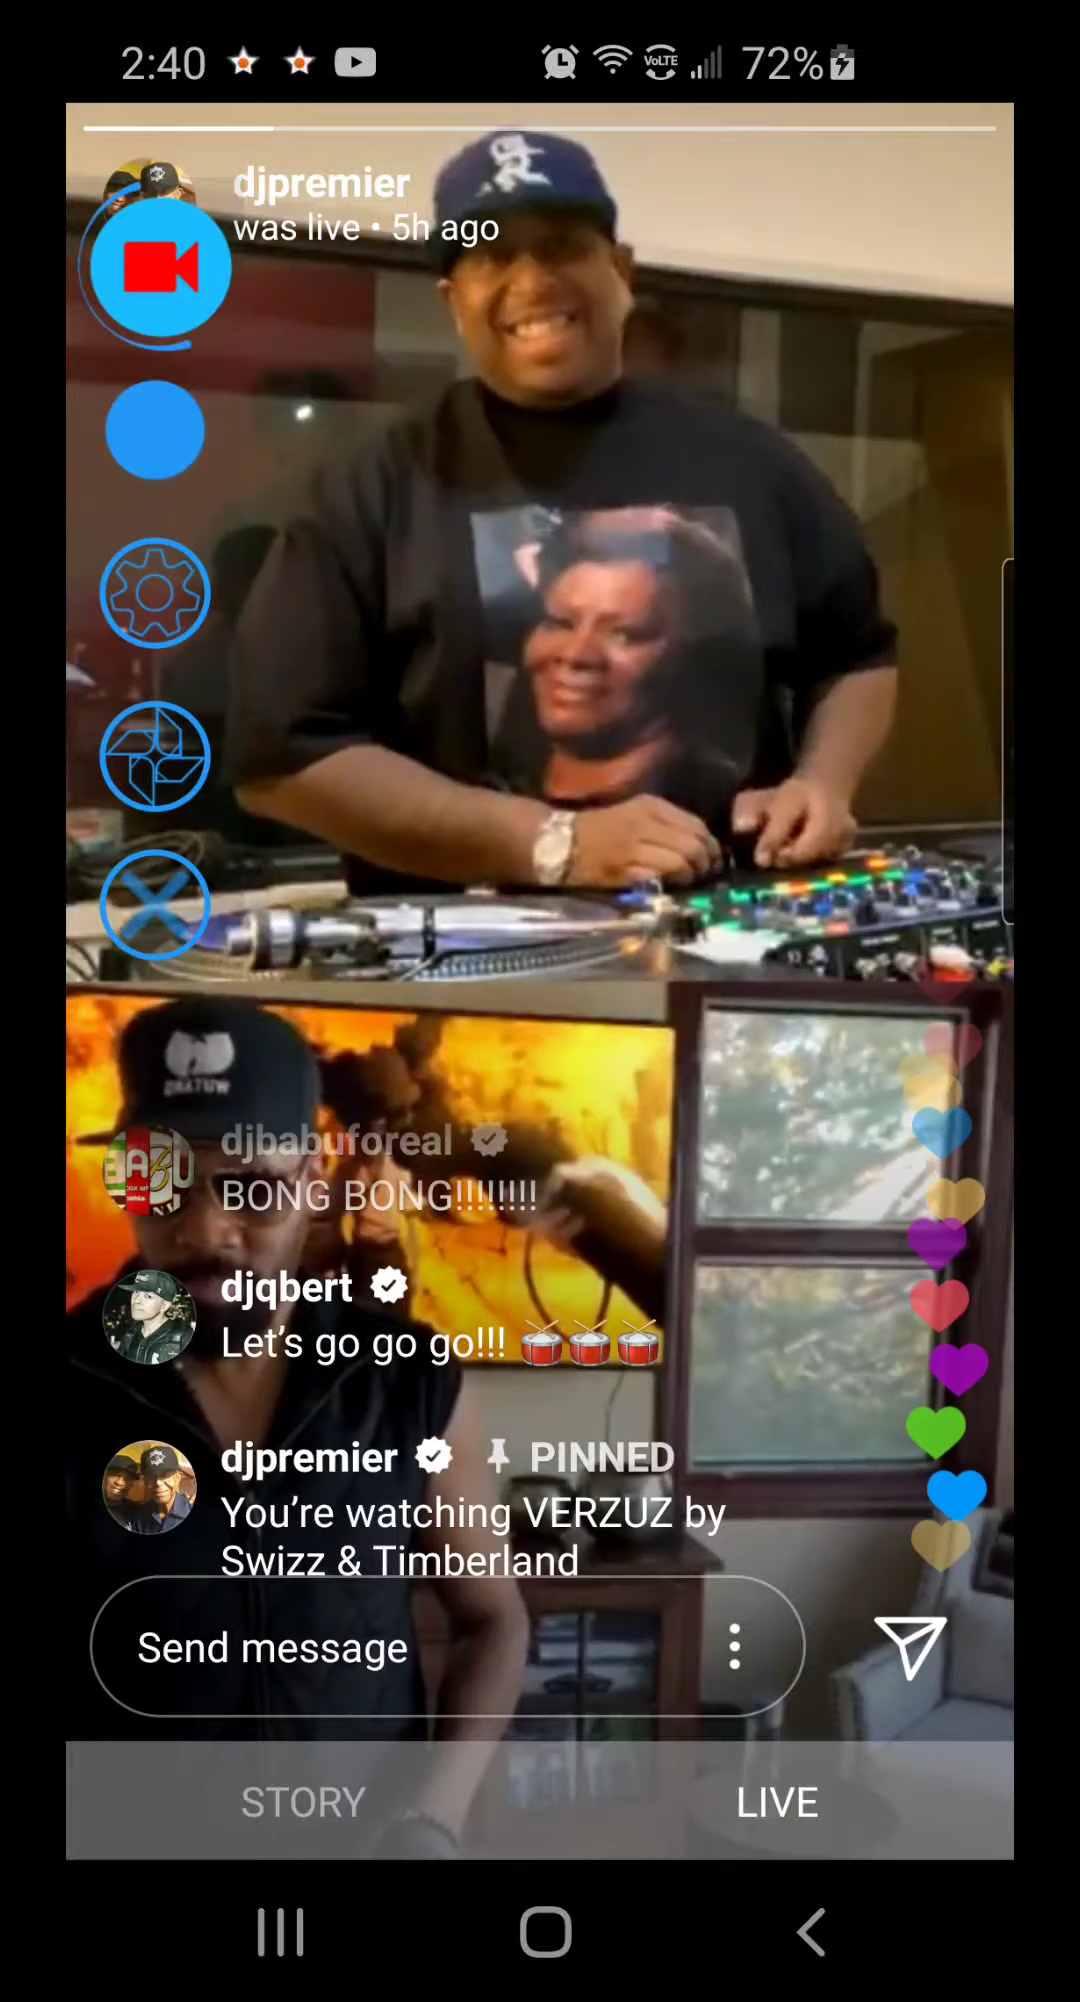 2:40
VoLTE
72%
djpremier
was live • 5h ago
djbabuforeal
BONG BONG!!!!!!!!
djqbert
Let’s go go go!!! 🥁🥁🥁
djpremier PINNED
You’re watching VERZUZ by
Swizz & Timberland
Send message
STORY
LIVE